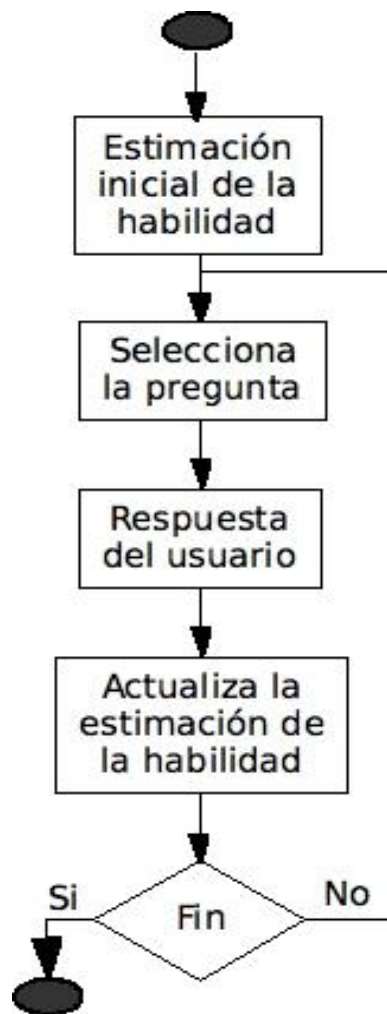 Estimación
inicial de la
habilidad
Selecciona
la pregunta
Respuesta
del usuario
Actualiza la
estimación de
la habilidad
Si
Fin
No